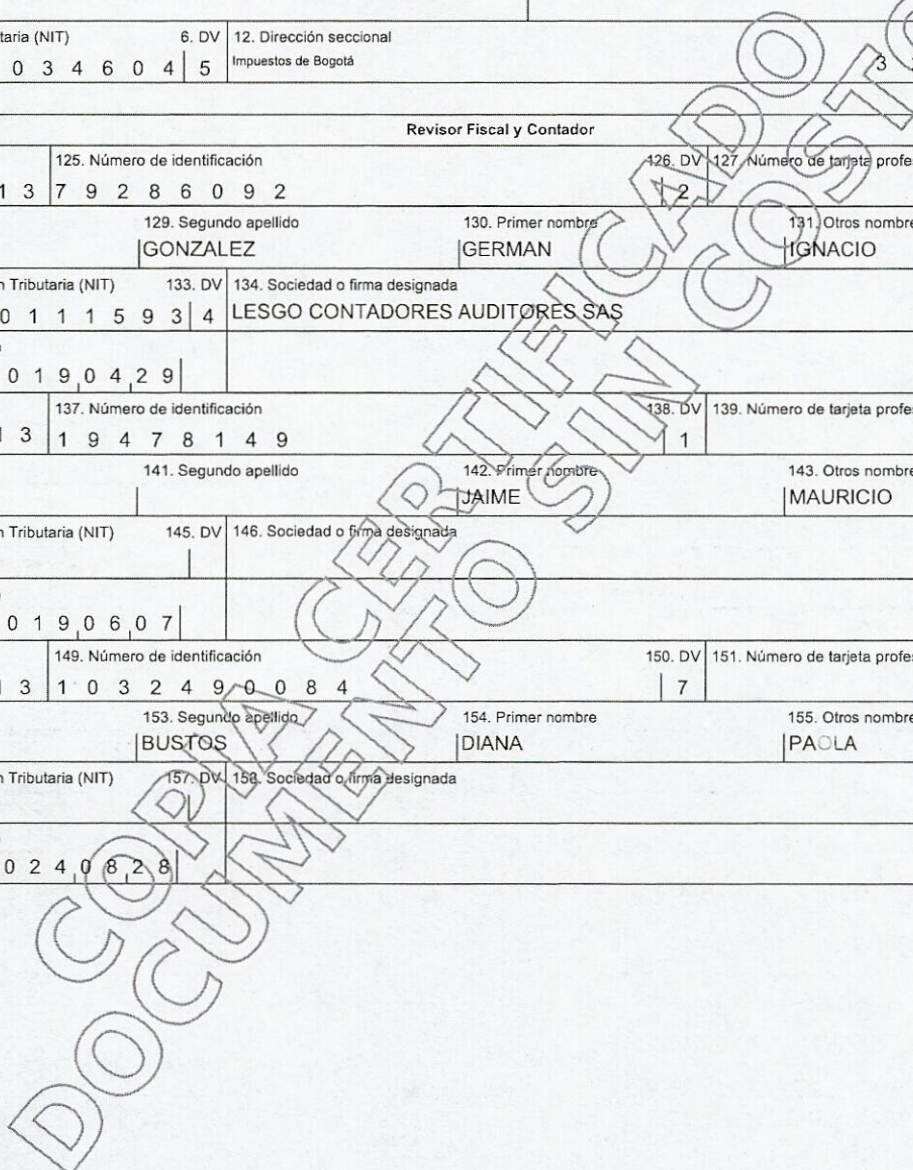 taria (NIT) 6. DV 12. Dirección seccional
0 3 4 6 0 4 5 Impuestos de Bogotá 3
Revisor Fiscal y Contador
125. Número de identificación 126. DV 127. Número de tarjeta profe
1 3 7 9 2 8 6 0 9 2 2
129. Segundo apellido 130. Primer nombre 131. Otros nombre
GONZALEZ GERMAN IGNACIO
n Tributaria (NIT) 133. DV 134. Sociedad o firma designada
0 1 1 1 5 9 3 4 LESGO CONTADORES AUDITORES SAS
0 1 9 0 4 2 9
137. Número de identificación 138. DV 139. Número de tarjeta profe
3 1 9 4 7 8 1 4 9 1
141. Segundo apellido 142. Primer nombre 143. Otros nombre
JAIME MAURICIO
n Tributaria (NIT) 145. DV 146. Sociedad o firma designada
0 1 9 0 6 0 7
149. Número de identificación 150. DV 151. Número de tarjeta profe
3 1 0 3 2 4 9 0 0 8 4 7
153. Segundo apellido 154. Primer nombre 155. Otros nombre
BUSTOS DIANA PAOLA
n Tributaria (NIT) 157. DV 158. Sociedad o firma designada
0 2 4 0 8 2 8
COPIA CERTIFICADO
DOCUMENTO SIN COSTO